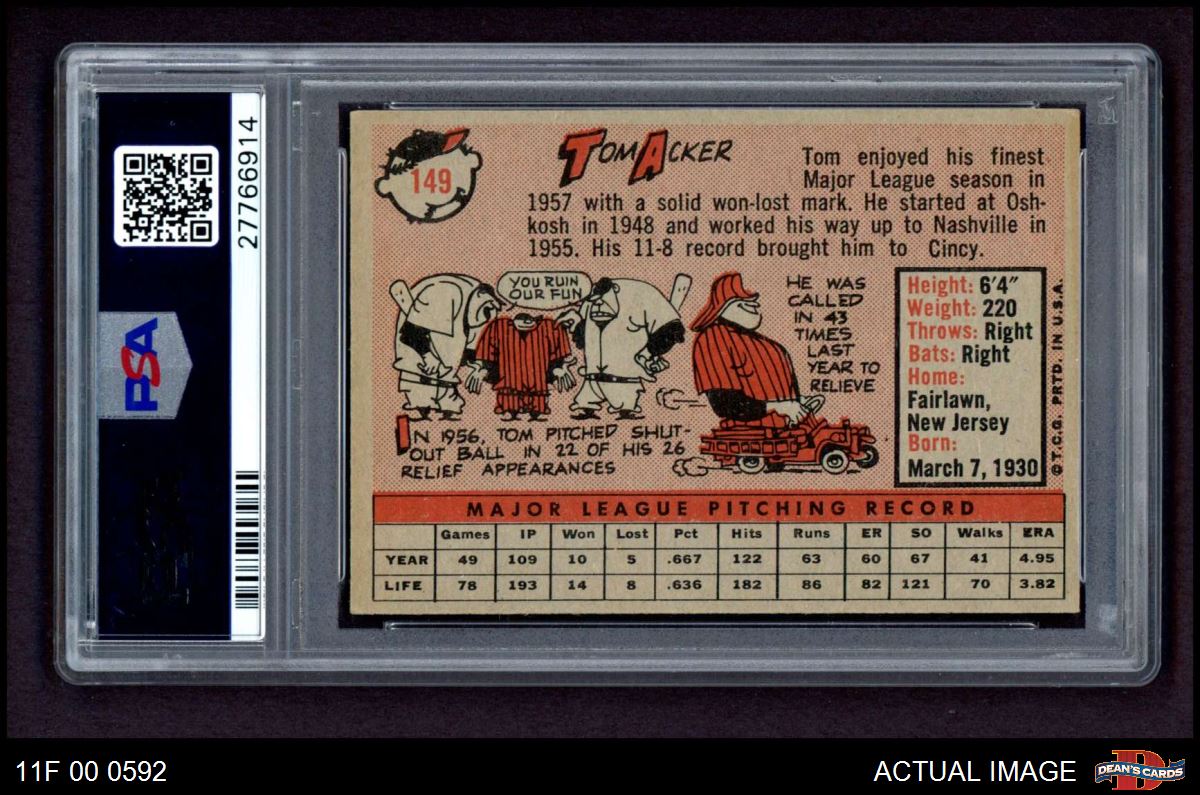 27766914
PSA
149
TOM ACKER
Tom enjoyed his finest
Major League season in
1957 with a solid won-lost mark. He started at Osh-
kosh in 1948 and worked his way up to Nashville in
1955. His 11-8 record brought him to Cincy.
YOU RUIN
OUR FUN
IN 1956, TOM PITCHED SHUT-
OUT BALL IN 22 OF HIS 26
RELIEF APPEARANCES
HE WAS
CALLED
IN 43
TIMES
LAST
YEAR TO
RELIEVE
Height: 6'4"
Weight: 220
Throws: Right
Bats: Right
Home:
Fairlawn,
New Jersey
Born:
March 7, 1930
© T.C.G. PRTD. IN U.S.A.
MAJOR LEAGUE PITCHING RECORD
Games IP Won Lost Pct Hits Runs ER SO Walks ERA
YEAR 49 109 10 5 .667 122 63 60 67 41 4.95
LIFE 78 193 14 8 .636 182 86 82 121 70 3.82
11F 00 0592
ACTUAL IMAGE
D
DEAN'S CARDS